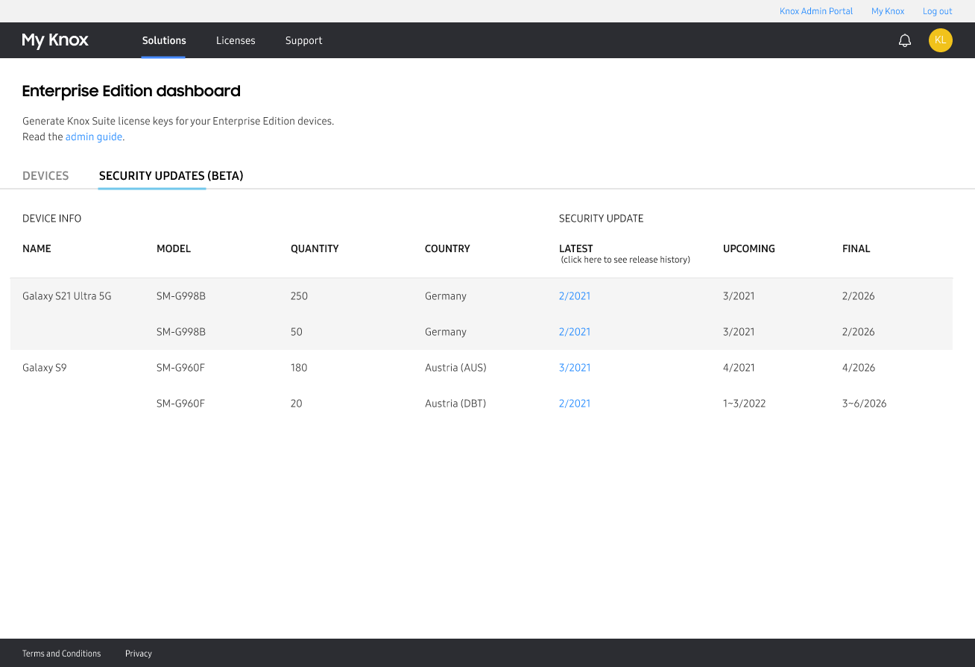 Knox Admin Portal My Knox Log out
My Knox Solutions Licenses Support KL
Enterprise Edition dashboard
Generate Knox Suite license keys for your Enterprise Edition devices.
Read the admin guide.
DEVICES SECURITY UPDATES (BETA)
DEVICE INFO SECURITY UPDATE
NAME MODEL QUANTITY COUNTRY LATEST UPCOMING FINAL
(click here to see release history)
Galaxy S21 Ultra 5G SM-G998B 250 Germany 2/2021 3/2021 2/2026
SM-G998B 50 Germany 2/2021 3/2021 2/2026
Galaxy S9 SM-G960F 180 Austria (AUS) 3/2021 4/2021 4/2026
SM-G960F 20 Austria (DBT) 2/2021 1~3/2022 3~6/2026
Terms and Conditions Privacy